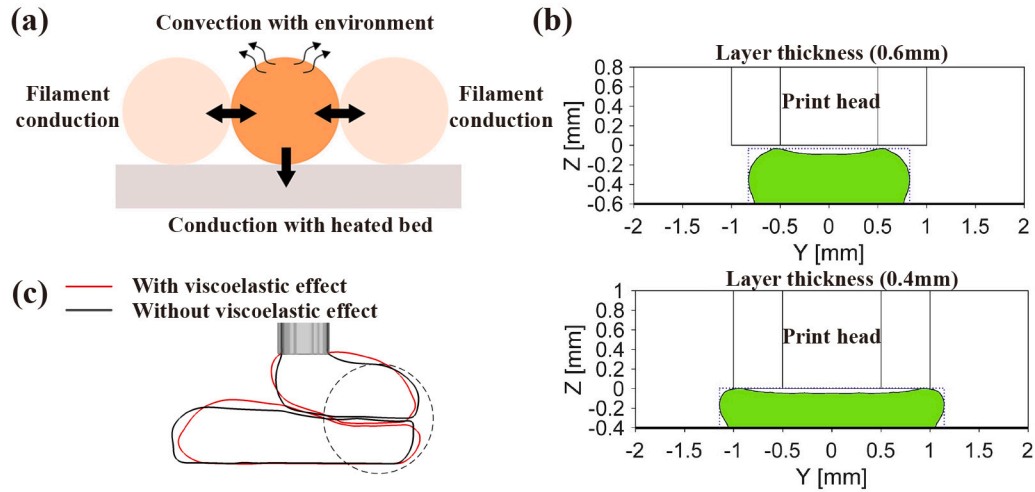 (a)
Convection with environment
Filament
conduction
Filament
conduction
Conduction with heated bed
(b)
Layer thickness (0.6mm)
Print head
0.8
0.6
0.4
0.2
0
-0.2
-0.4
-0.6
Z [mm]
-2 -1.5 -1 -0.5 0 0.5 1 1.5 2
Y [mm]
Layer thickness (0.4mm)
Print head
1
0.8
0.6
0.4
0.2
0
-0.2
-0.4
Z [mm]
-2 -1.5 -1 -0.5 0 0.5 1 1.5 2
Y [mm]
(c)
With viscoelastic effect
Without viscoelastic effect